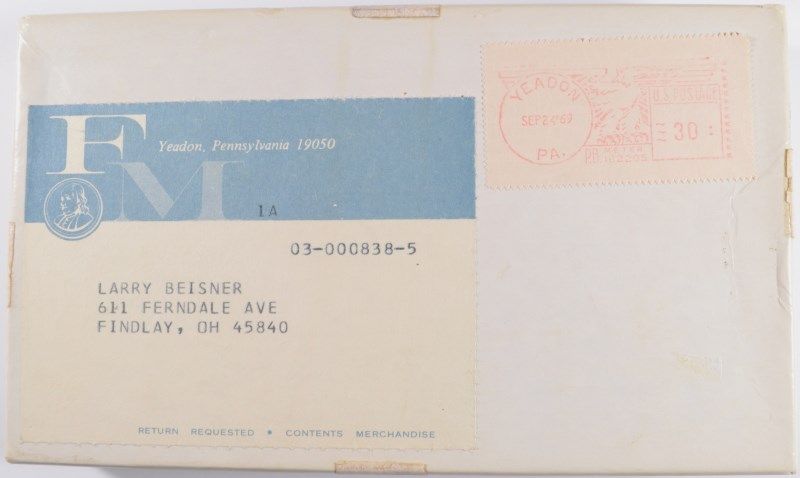 FM
Yeadon, Pennsylvania 19050
1A
03-000838-5
LARRY BEISNER
611 FERNDALE AVE
FINDLAY, OH 45840
RETURN REQUESTED • CONTENTS MERCHANDISE
YEADON
SEP 24 '69
PA.
U.S. POSTAGE
30
P.B. METER